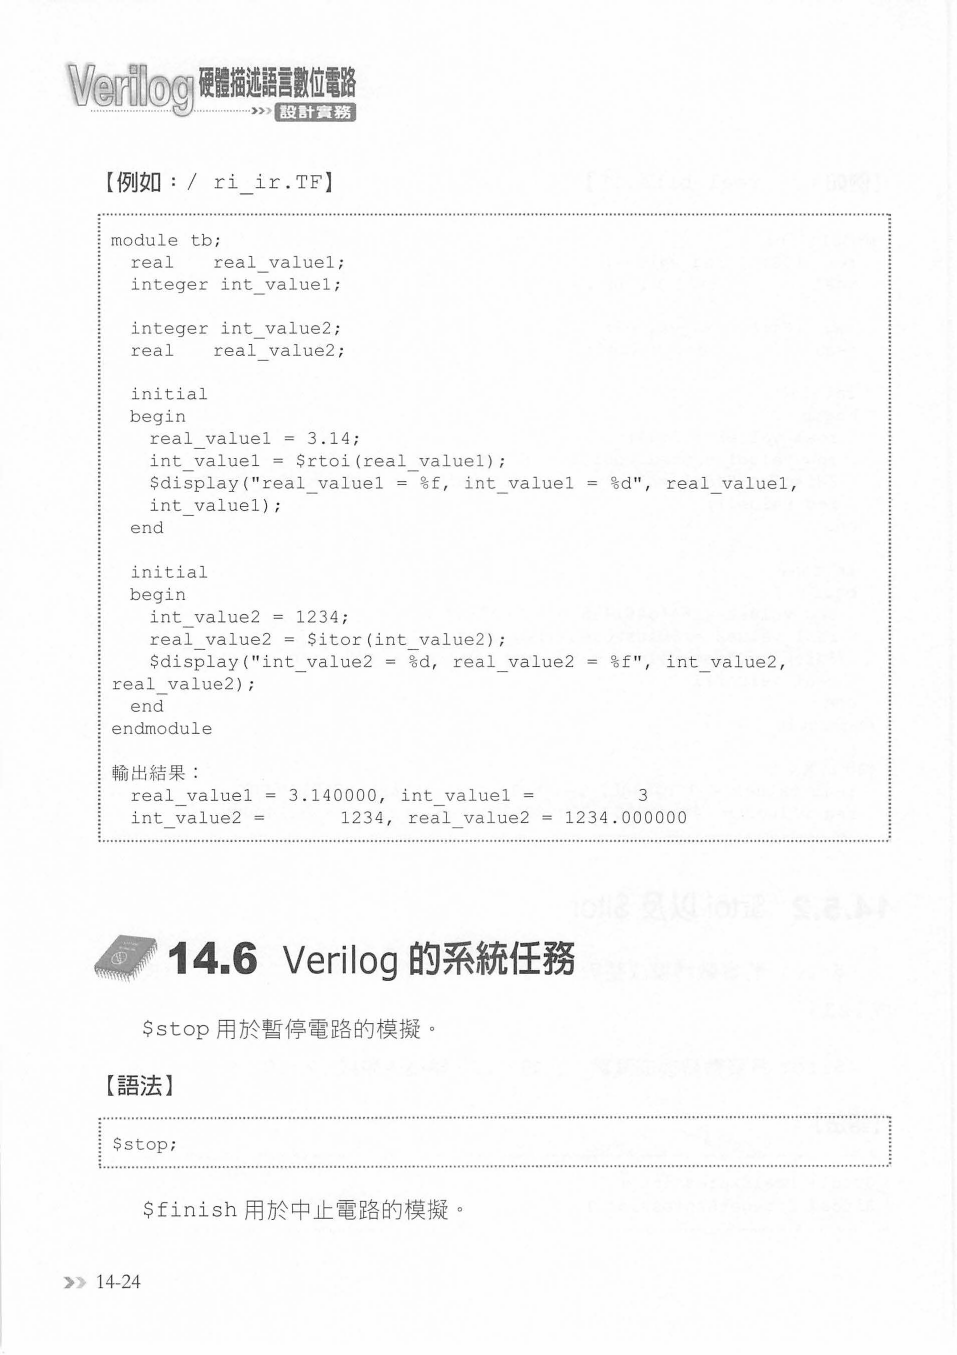 Verilog 硬體描述語言數位電路
設計實務
【例如：/ ri_ir.TF】
module tb;
  real    real_value1;
  integer int_value1;

  integer int_value2;
  real    real_value2;

  initial
  begin
    real_value1 = 3.14;
    int_value1 = $rtoi(real_value1);
    $display("real_value1 = %f, int_value1 = %d", real_value1,
    int_value1);
  end

  initial
  begin
    int_value2 = 1234;
    real_value2 = $itor(int_value2);
    $display("int_value2 = %d, real_value2 = %f", int_value2,
real_value2);
  end
endmodule

輸出結果：
  real_value1 = 3.140000, int_value1 =           3
  int_value2 =        1234, real_value2 = 1234.000000
14.6 Verilog 的系統任務
$stop 用於暫停電路的模擬。
【語法】
$stop;
$finish 用於中止電路的模擬。
14-24